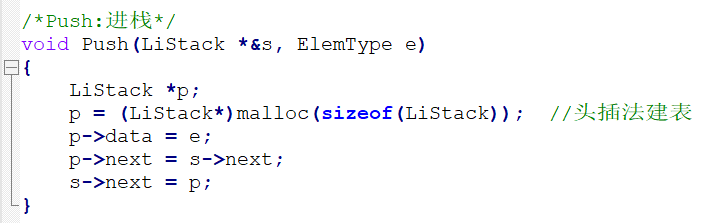 /*Push:进栈*/
void Push(LiStack *&s, ElemType e)
{
    LiStack *p;
    p = (LiStack*)malloc(sizeof(LiStack));  //头插法建表
    p->data = e;
    p->next = s->next;
    s->next = p;
}